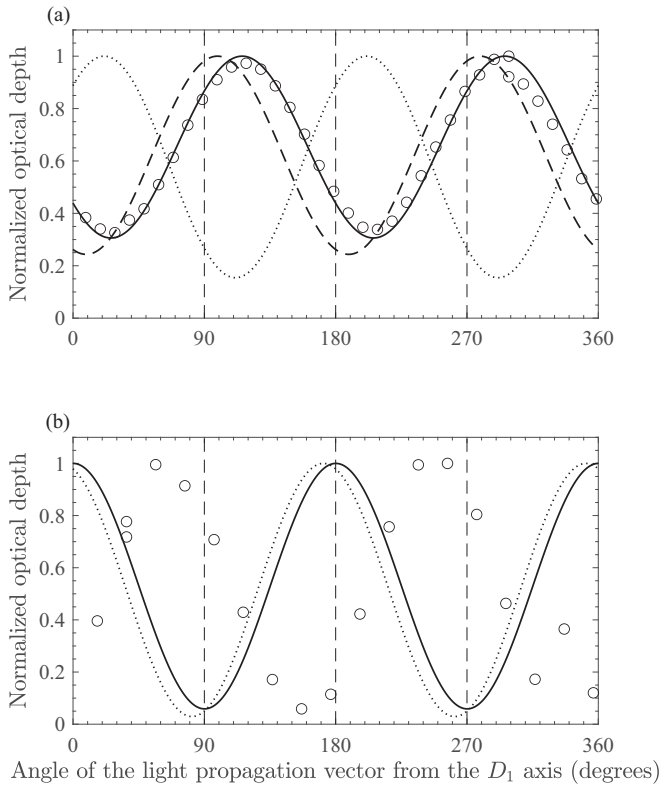 (a)
Normalized optical depth
1
0.8
0.6
0.4
0.2
0
0 90 180 270 360
(b)
Normalized optical depth
1
0.8
0.6
0.4
0.2
0
0 90 180 270 360
Angle of the light propagation vector from the D₁ axis (degrees)